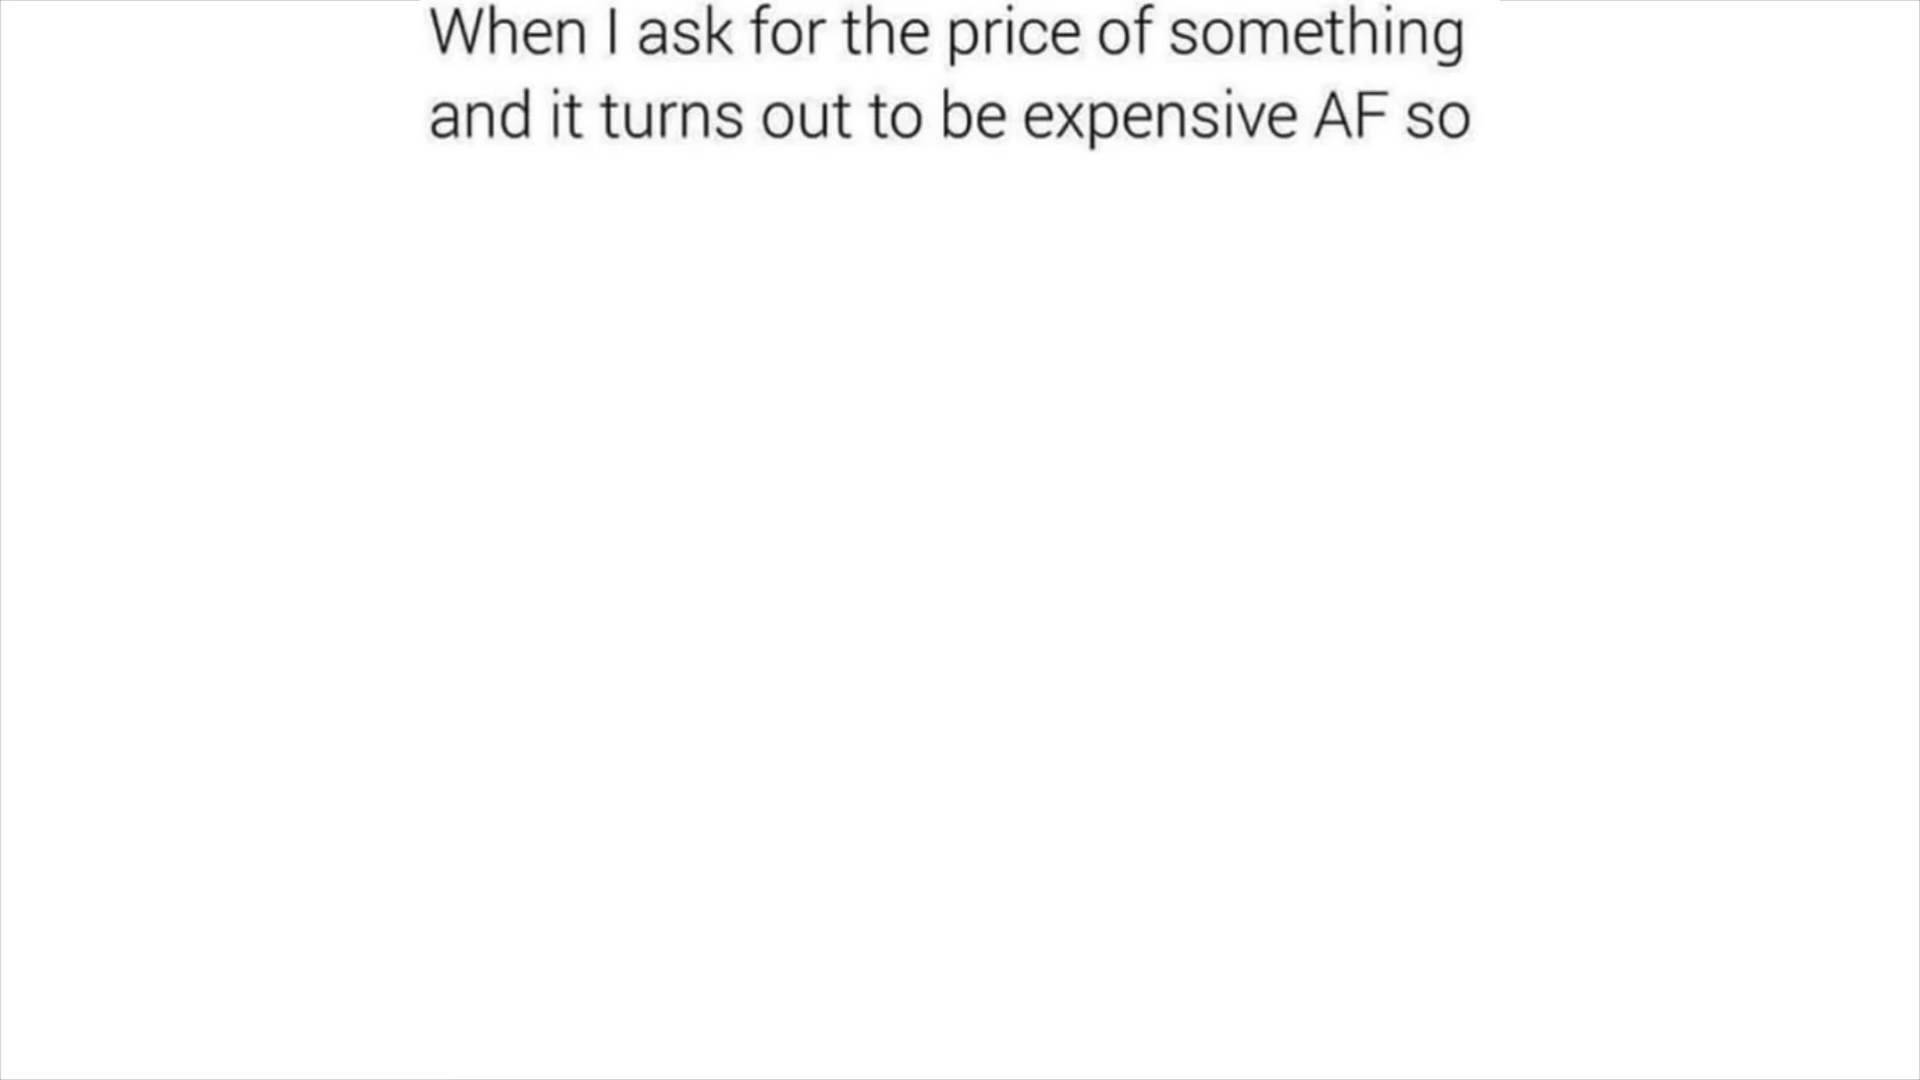 When I ask for the price of something
and it turns out to be expensive AF so